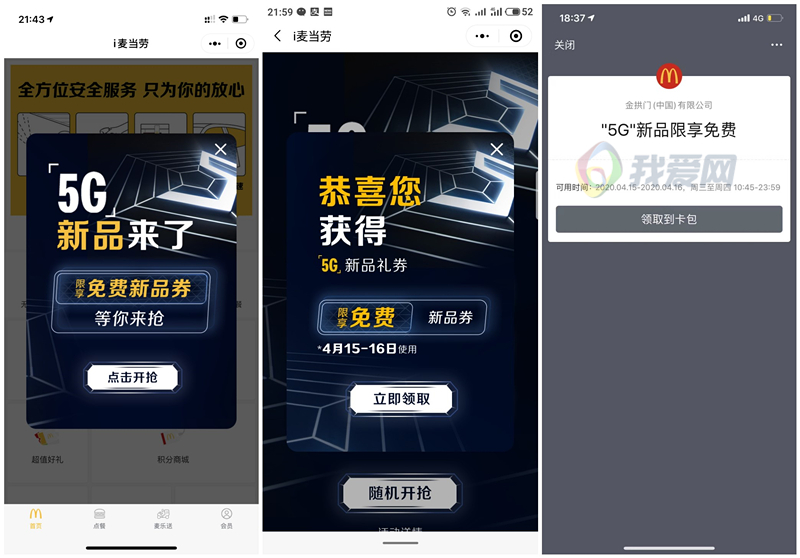 21:43
i麦当劳
全方位安全服务 只为你的放心
5G
新品来了
限享免费新品券
等你来抢
点击开抢
超值好礼
积分商城
首页
点餐
麦乐送
会员
21:59
52
i麦当劳
5G
恭喜您
获得
「5G」新品礼券
限享免费 新品券
*4月15-16日使用
立即领取
随机开抢
活动详情
18:37
4G
关闭
金拱门(中国)有限公司
"5G"新品限享免费
我爱网
可用时间：2020.04.15-2020.04.16，周三至周四 10:45-23:59
领取到卡包